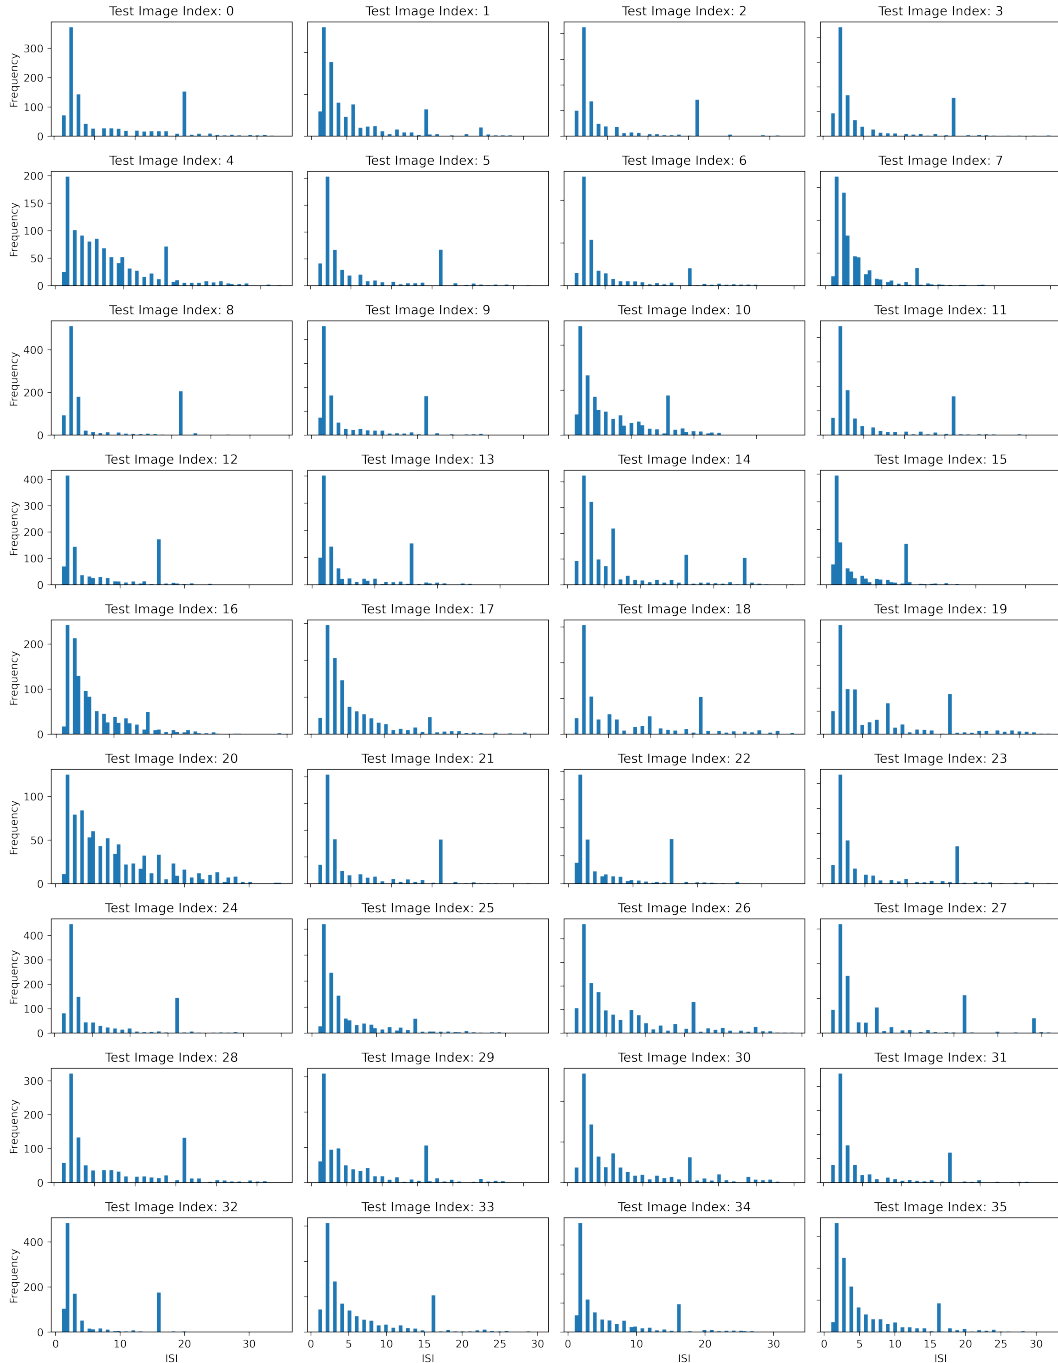 Test Image Index: 0 Test Image Index: 1 Test Image Index: 2 Test Image Index: 3
Frequency
300
200
100
0
Test Image Index: 4 Test Image Index: 5 Test Image Index: 6 Test Image Index: 7
Frequency
200
150
100
50
0
Test Image Index: 8 Test Image Index: 9 Test Image Index: 10 Test Image Index: 11
Frequency
400
200
0
Test Image Index: 12 Test Image Index: 13 Test Image Index: 14 Test Image Index: 15
Frequency
400
300
200
100
0
Test Image Index: 16 Test Image Index: 17 Test Image Index: 18 Test Image Index: 19
Frequency
200
100
0
Test Image Index: 20 Test Image Index: 21 Test Image Index: 22 Test Image Index: 23
Frequency
100
50
0
Test Image Index: 24 Test Image Index: 25 Test Image Index: 26 Test Image Index: 27
Frequency
400
300
200
100
0
Test Image Index: 28 Test Image Index: 29 Test Image Index: 30 Test Image Index: 31
Frequency
300
200
100
0
Test Image Index: 32 Test Image Index: 33 Test Image Index: 34 Test Image Index: 35
Frequency
400
200
0
0 10 20 30 0 5 10 15 20 25 30 0 10 20 30 0 5 10 15 20 25 30
ISI ISI ISI ISI